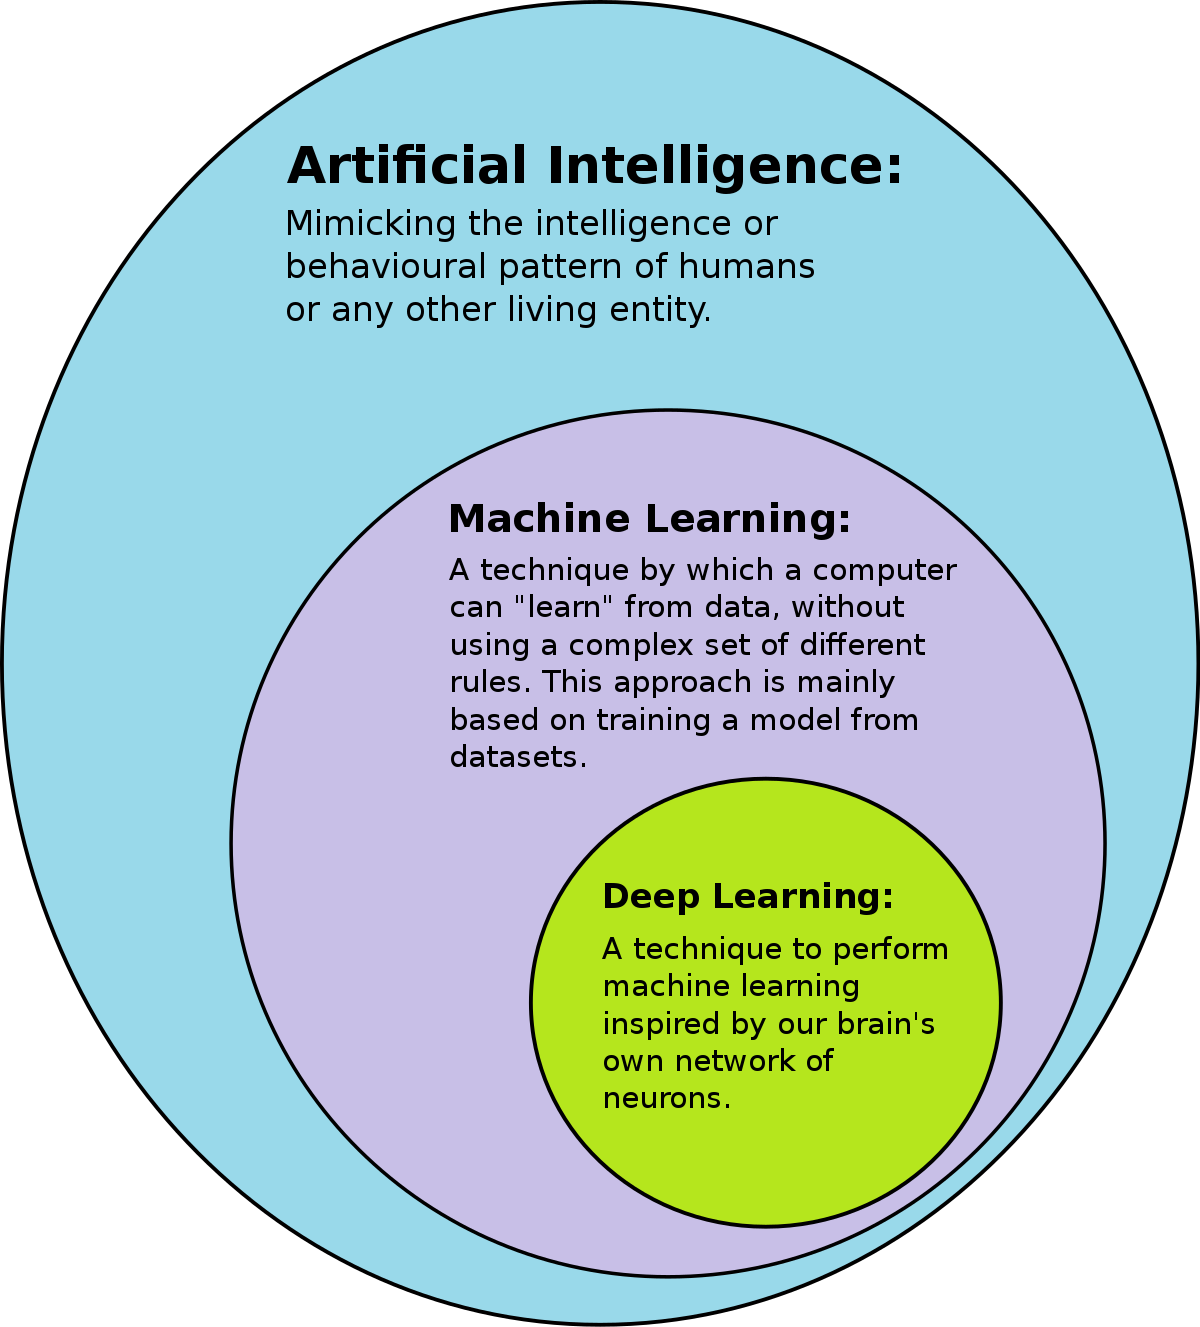 Artificial Intelligence:
Mimicking the intelligence or
behavioural pattern of humans
or any other living entity.
Machine Learning:
A technique by which a computer
can "learn" from data, without
using a complex set of different
rules. This approach is mainly
based on training a model from
datasets.
Deep Learning:
A technique to perform
machine learning
inspired by our brain's
own network of
neurons.